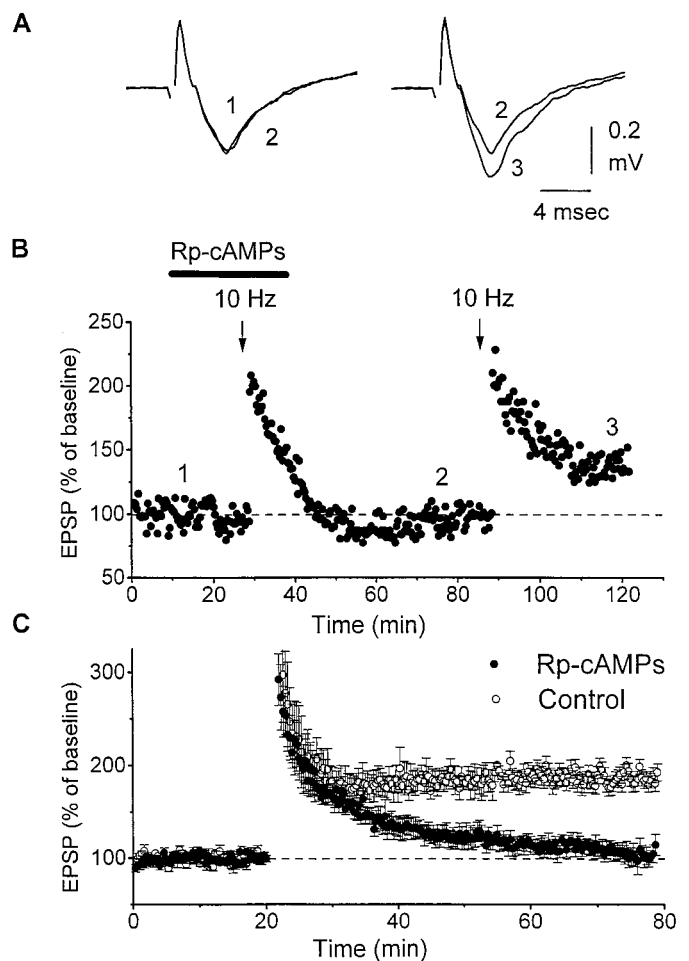 A
1
2
2
3
0.2
mV
4 msec
B
Rp-cAMPs
10 Hz
10 Hz
250
200
150
100
50
EPSP (% of baseline)
1
2
3
0 20 40 60 80 100 120
Time (min)
C
300
200
100
EPSP (% of baseline)
Rp-cAMPs
Control
0 20 40 60 80
Time (min)